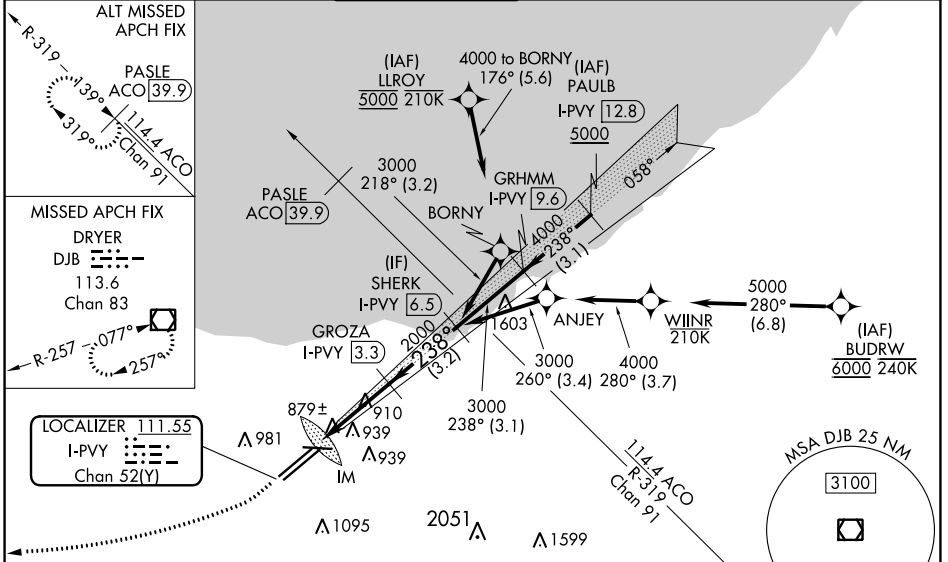 ALT MISSED
APCH FIX
R-319
139°
PASLE
ACO 39.9
319°
114.4 ACO
Chan 91
MISSED APCH FIX
DRYER
DJB
113.6
Chan 83
R-257
077°
257°
LOCALIZER 111.55
I-PVY
Chan 52(Y)
(IAF)
LLROY
5000 210K
4000 to BORNY
176° (5.6)
(IAF)
PAULB
I-PVY 12.8
5000
058°
3000
218° (3.2)
PASLE
ACO 39.9
GRHMM
I-PVY 9.6
BORNY
4000
238°
(3.1)
(IF)
SHERK
I-PVY 6.5
1603
ANJEY
WIINR
210K
5000
280°
(6.8)
(IAF)
BUDRW
6000 240K
GROZA
I-PVY 3.3
2000
238°
(3.2)
3000
260° (3.4)
4000
280° (3.7)
3000
238° (3.1)
879±
910
939
939
981
IM
114.4 ACO
R-319
Chan 91
1095
2051
1599
MSA DJB 25 NM
3100